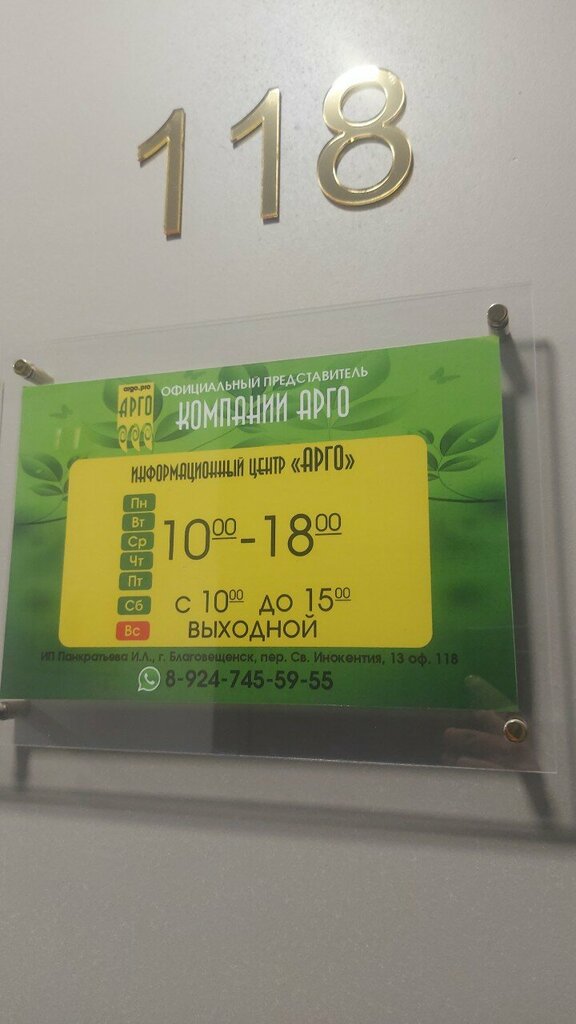 118
argo.pro
АРГО
ОФИЦИАЛЬНЫЙ ПРЕДСТАВИТЕЛЬ
КОМПАНИИ АРГО
ИНФОРМАЦИОННЫЙ ЦЕНТР «АРГО»
Пн
Вт
Ср
Чт
Пт
10⁰⁰-18⁰⁰
Сб с 10⁰⁰ до 15⁰⁰
Вс ВЫХОДНОЙ
ИП Панкратьева И.Л., г. Благовещенск, пер. Св. Инокентия, 13 оф. 118
8-924-745-59-55